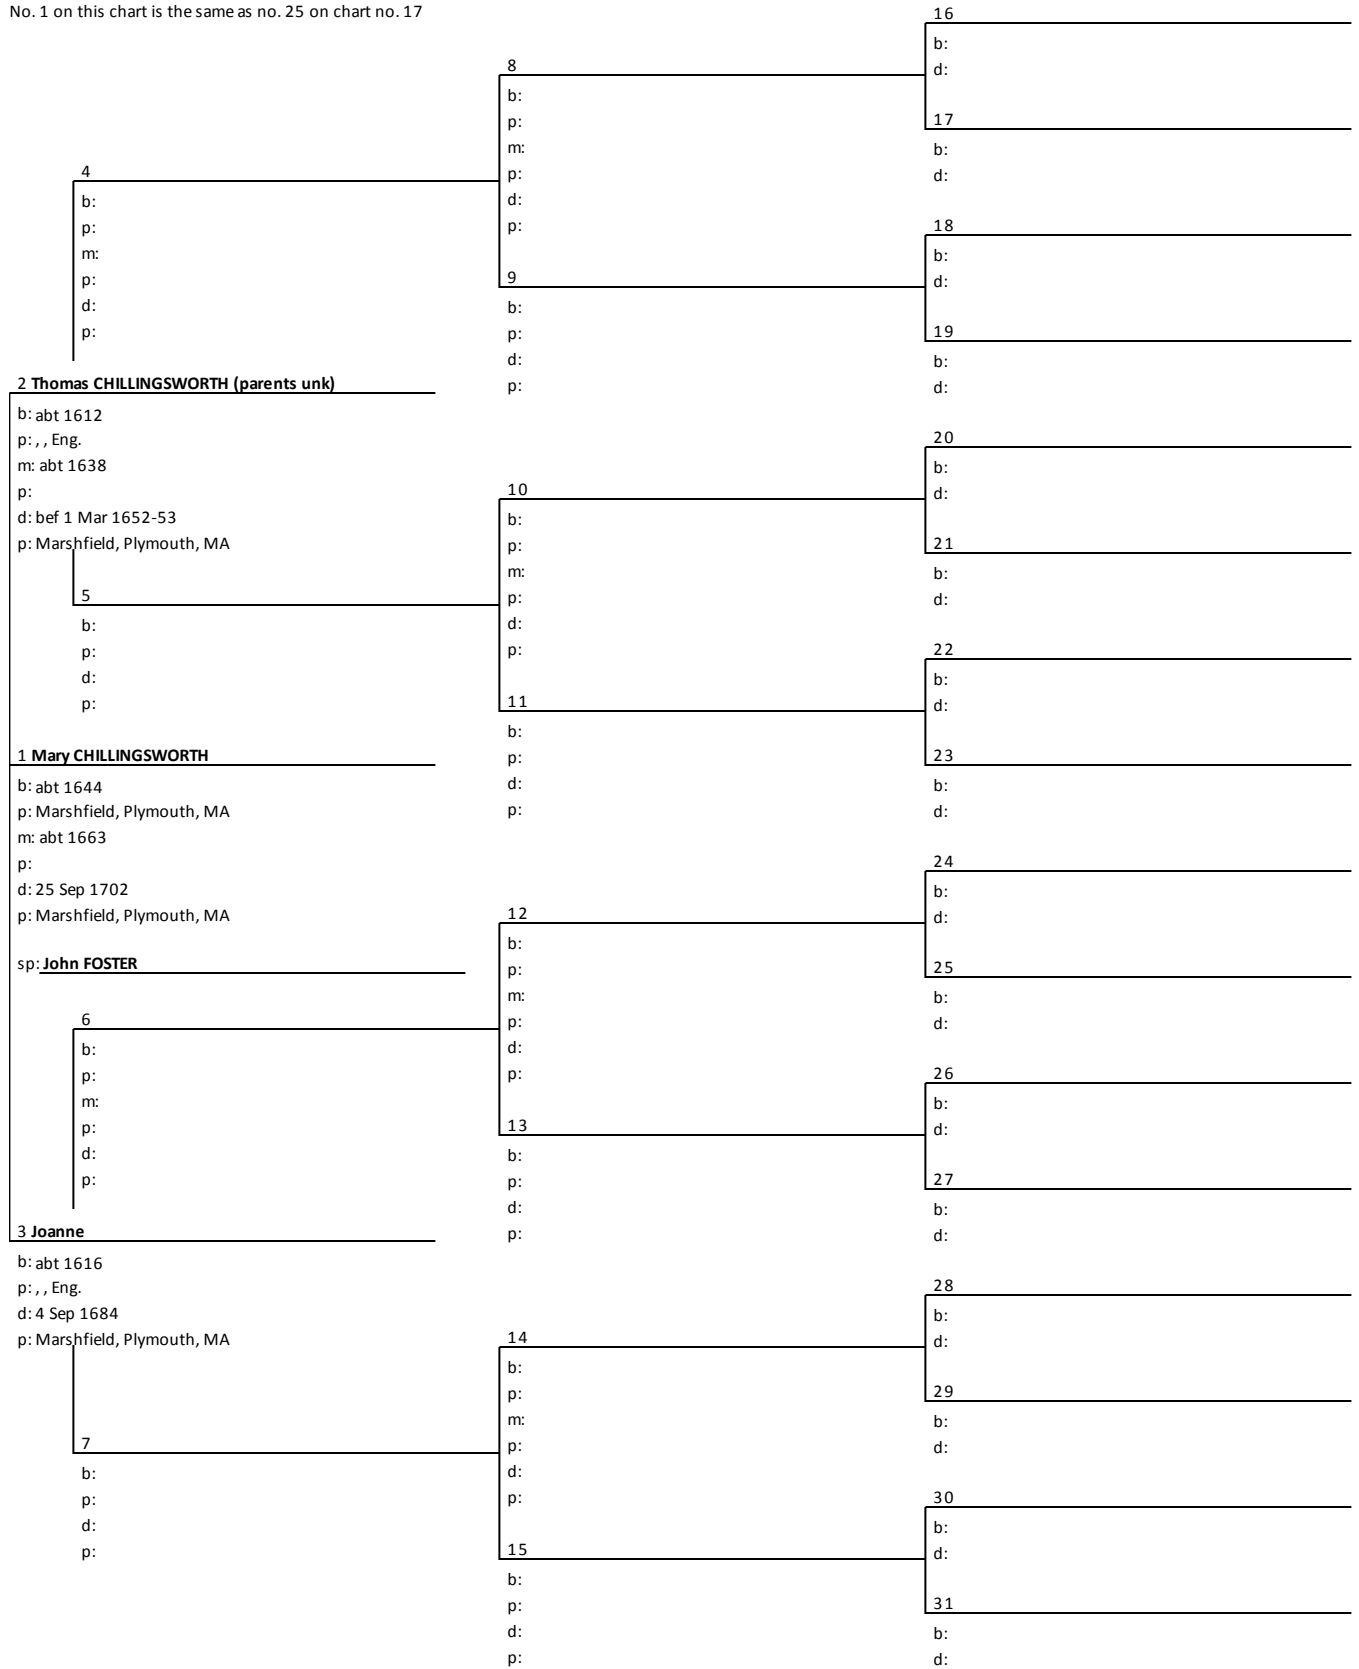 No. 1 on this chart is the same as no. 25 on chart no. 17
4
b:
p:
m:
p:
d:
p:
2 Thomas CHILLINGSWORTH (parents unk)
b: abt 1612
p: , , Eng.
m: abt 1638
p:
d: bef 1 Mar 1652-53
p: Marshfield, Plymouth, MA
5
b:
p:
d:
p:
1 Mary CHILLINGSWORTH
b: abt 1644
p: Marshfield, Plymouth, MA
m: abt 1663
p:
d: 25 Sep 1702
p: Marshfield, Plymouth, MA
sp: John FOSTER
6
b:
p:
m:
p:
d:
p:
3 Joanne
b: abt 1616
p: , , Eng.
d: 4 Sep 1684
p: Marshfield, Plymouth, MA
7
b:
p:
d:
p:
8
b:
p:
m:
p:
d:
p:
9
b:
p:
d:
p:
10
b:
p:
m:
p:
d:
p:
11
b:
p:
d:
p:
12
b:
p:
m:
p:
d:
p:
13
b:
p:
d:
p:
14
b:
p:
m:
p:
d:
p:
15
b:
p:
d:
p:
16
b:
d:
17
b:
d:
18
b:
d:
19
b:
d:
20
b:
d:
21
b:
d:
22
b:
d:
23
b:
d:
24
b:
d:
25
b:
d:
26
b:
d:
27
b:
d:
28
b:
d:
29
b:
d:
30
b:
d:
31
b:
d: